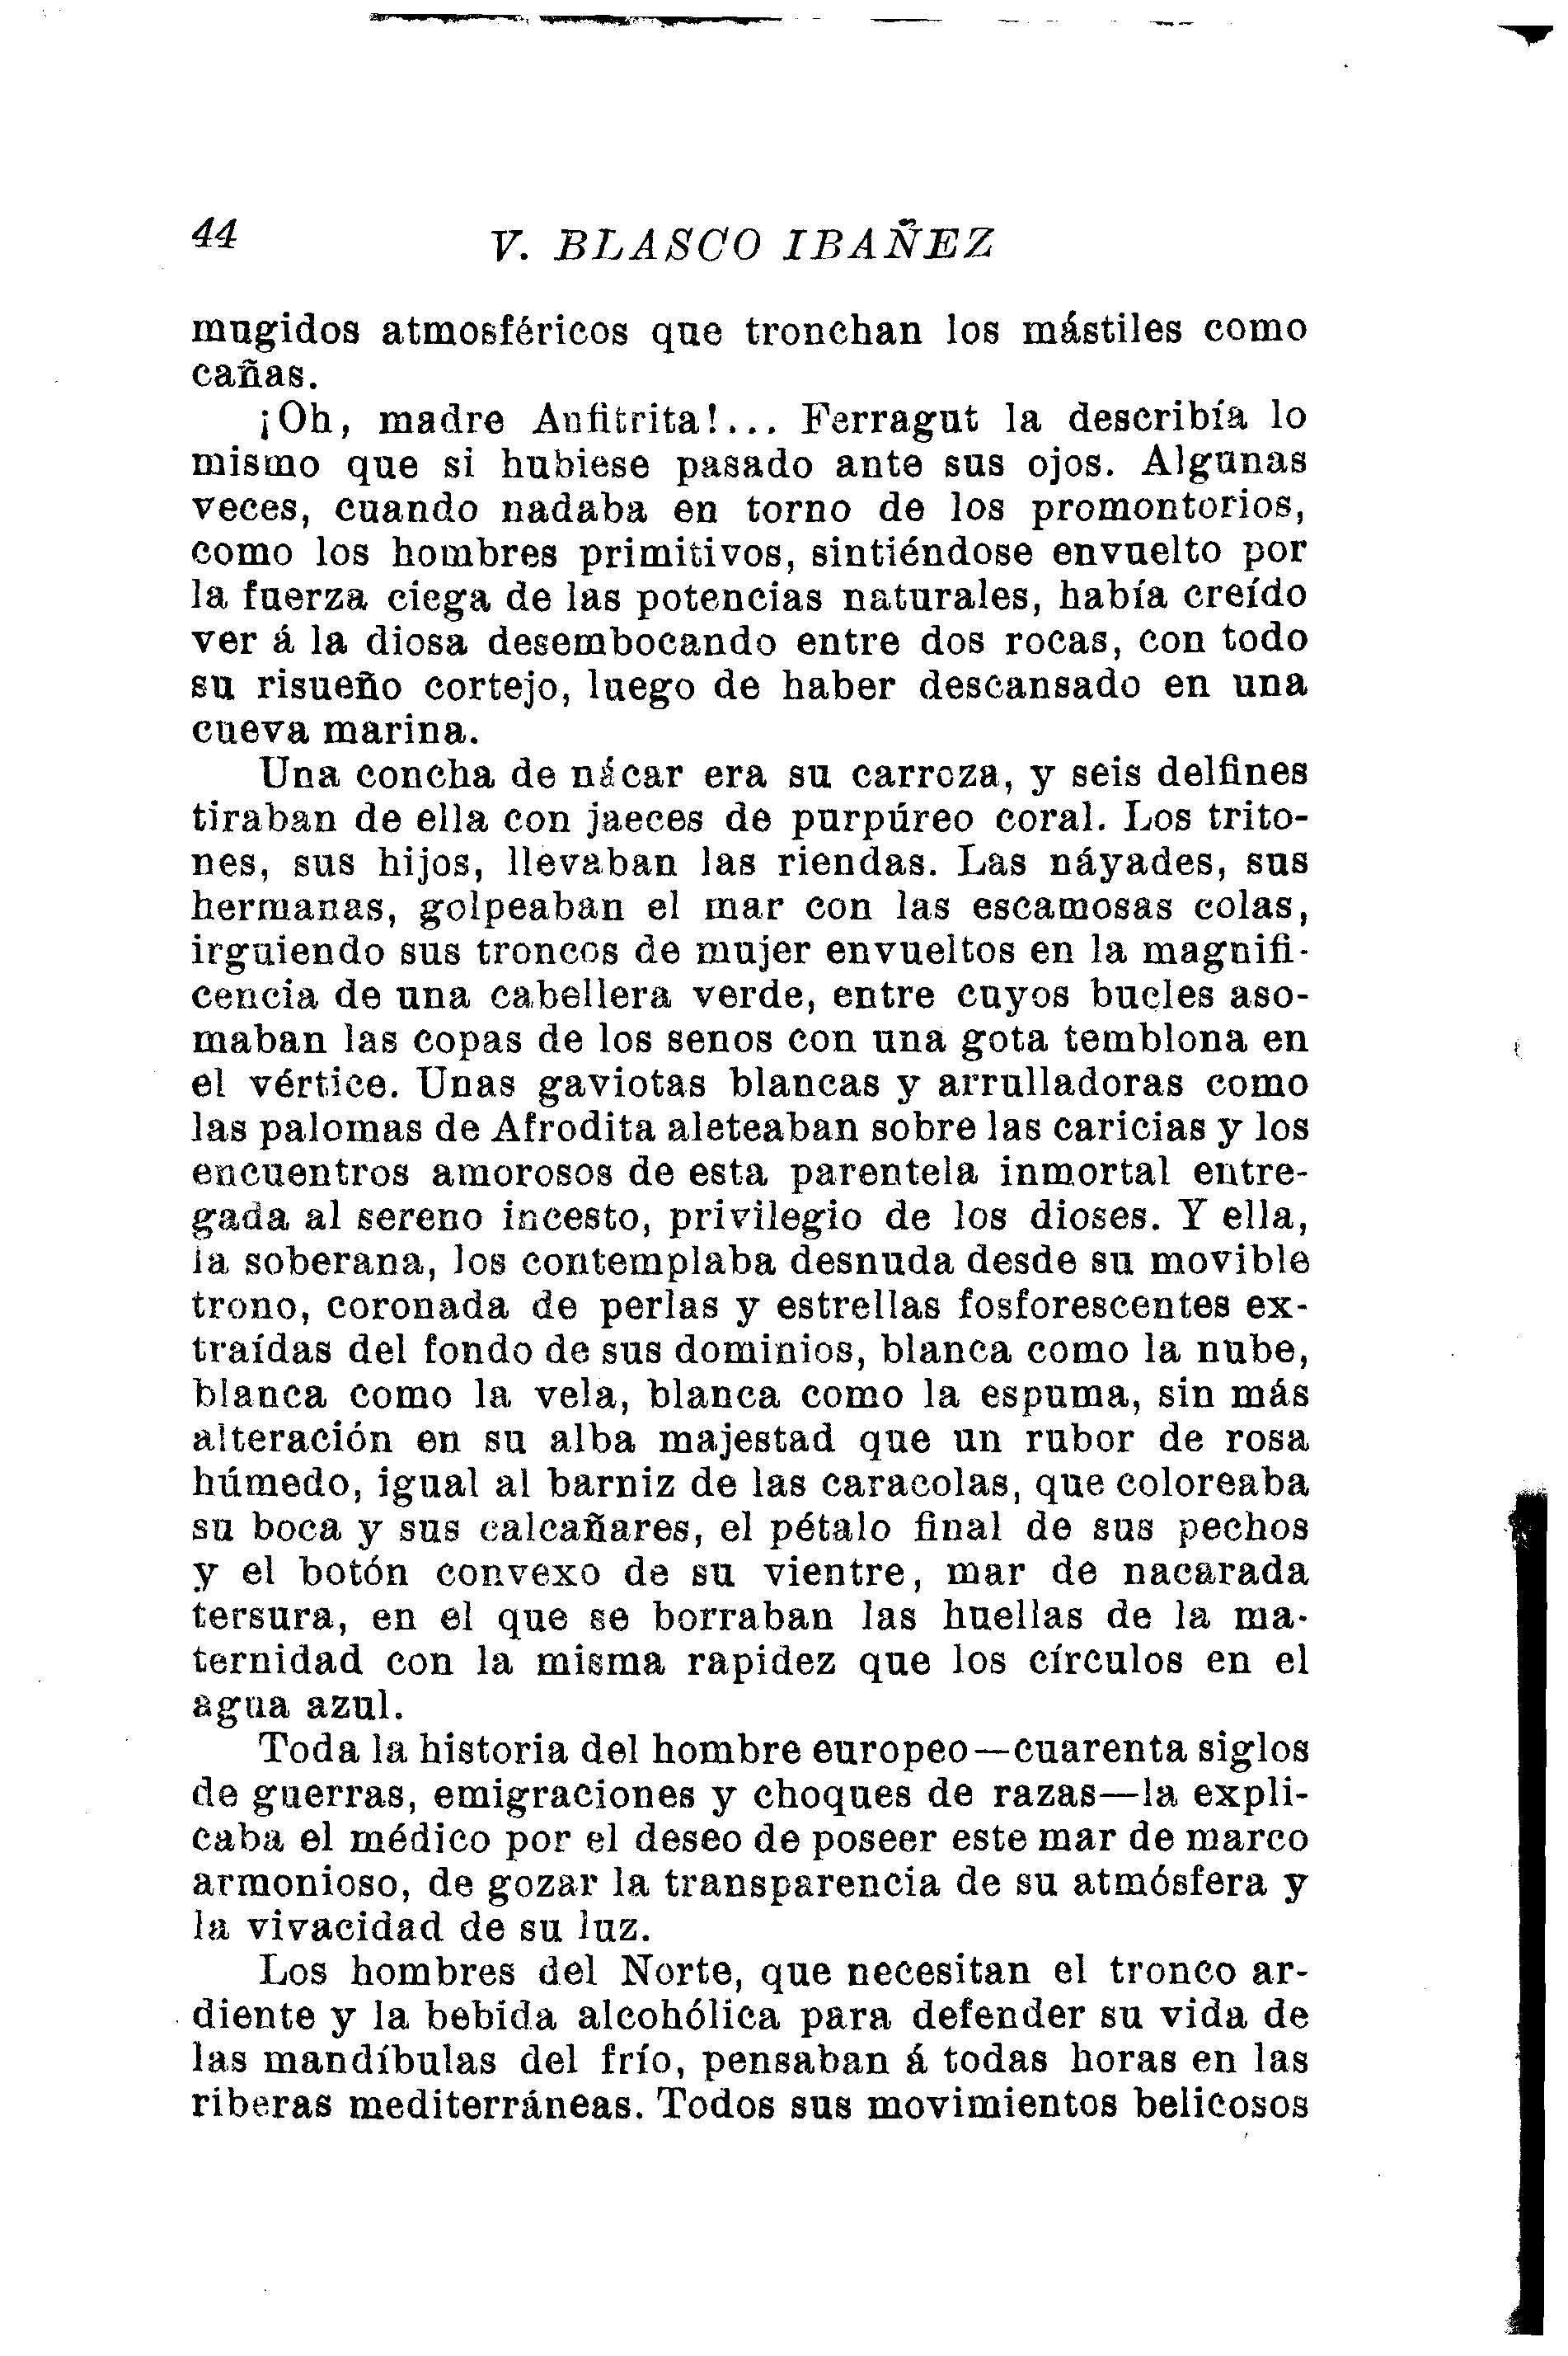 44
V. BLASCO IBAÑEZ
mugidos atmosféricos que tronchan los mástiles como
cañas.
¡Oh, madre Anfitrita!... Ferragut la describía lo
mismo que si hubiese pasado ante sus ojos. Algunas
veces, cuando nadaba en torno de los promontorios,
como los hombres primitivos, sintiéndose envuelto por
la fuerza ciega de las potencias naturales, había creído
ver á la diosa desembocando entre dos rocas, con todo
su risueño cortejo, luego de haber descansado en una
cueva marina.
Una concha de nácar era su carroza, y seis delfines
tiraban de ella con jaeces de purpúreo coral. Los trito-
nes, sus hijos, llevaban las riendas. Las náyades, sus
hermanas, golpeaban el mar con las escamosas colas,
irguiendo sus troncos de mujer envueltos en la magnifi-
cencia de una cabellera verde, entre cuyos bucles aso-
maban las copas de los senos con una gota temblona en
el vértice. Unas gaviotas blancas y arrulladoras como
las palomas de Afrodita aleteaban sobre las caricias y los
encuentros amorosos de esta parentela inmortal entre-
gada al sereno incesto, privilegio de los dioses. Y ella,
la soberana, los contemplaba desnuda desde su movible
trono, coronada de perlas y estrellas fosforescentes ex-
traídas del fondo de sus dominios, blanca como la nube,
blanca como la vela, blanca como la espuma, sin más
alteración en su alba majestad que un rubor de rosa
húmedo, igual al barniz de las caracolas, que coloreaba
su boca y sus calcañares, el pétalo final de sus pechos
y el botón convexo de su vientre, mar de nacarada
tersura, en el que se borraban las huellas de la ma-
ternidad con la misma rapidez que los círculos en el
agua azul.
Toda la historia del hombre europeo—cuarenta siglos
de guerras, emigraciones y choques de razas—la expli-
caba el médico por el deseo de poseer este mar de marco
armonioso, de gozar la transparencia de su atmósfera y
la vivacidad de su luz.
Los hombres del Norte, que necesitan el tronco ar-
diente y la bebida alcohólica para defender su vida de
las mandíbulas del frío, pensaban á todas horas en las
riberas mediterráneas. Todos sus movimientos belicosos